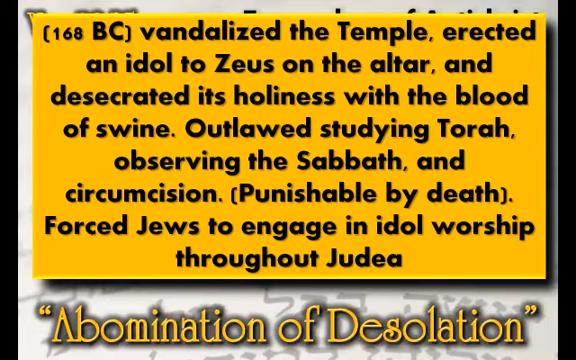 (168 BC) vandalized the Temple, erected
an idol to Zeus on the altar, and
desecrated its holiness with the blood
of swine. Outlawed studying Torah,
observing the Sabbath, and
circumcision. (Punishable by death).
Forced Jews to engage in idol worship
throughout Judea
“Abomination of Desolation”